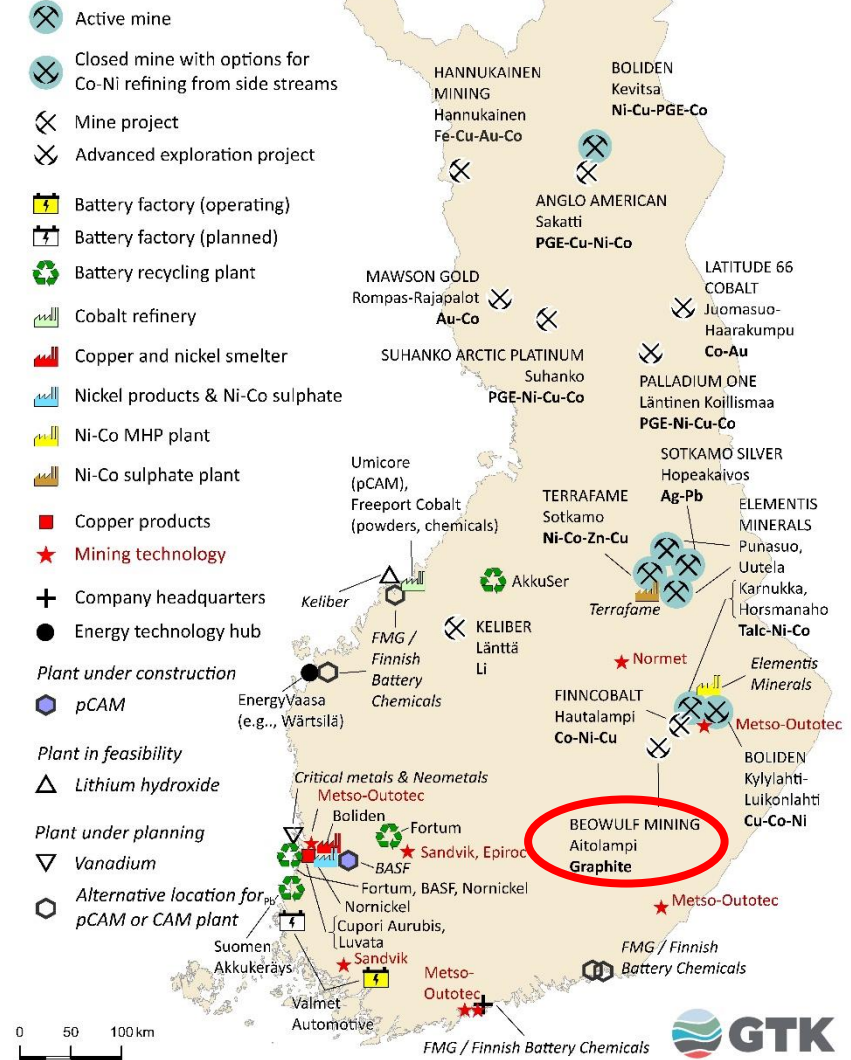 Active mine
Closed mine with options for
Co-Ni refining from side streams
Mine project
Advanced exploration project
Battery factory (operating)
Battery factory (planned)
Battery recycling plant
Cobalt refinery
Copper and nickel smelter
Nickel products & Ni-Co sulphate
Ni-Co MHP plant
Ni-Co sulphate plant
Copper products
Mining technology
Company headquarters
Energy technology hub
Plant under construction
pCAM
Plant in feasibility
Lithium hydroxide
Plant under planning
Vanadium
Alternative location for
pCAM or CAM plant
0 50 100 km
HANNUKAINEN
MINING
Hannukainen
Fe-Cu-Au-Co
BOLIDEN
Kevitsa
Ni-Cu-PGE-Co
ANGLO AMERICAN
Sakatti
PGE-Cu-Ni-Co
MAWSON GOLD
Rompas-Rajapalot
Au-Co
LATITUDE 66
COBALT
Juomasuo-
Haarakumpu
Co-Au
SUHANKO ARCTIC PLATINUM
Suhanko
PGE-Ni-Cu-Co
PALLADIUM ONE
Läntinen Koillismaa
PGE-Ni-Cu-Co
SOTKAMO SILVER
Hopeakaivos
Ag-Pb
Umicore
(pCAM),
Freeport Cobalt
(powders, chemicals)
TERRAFAME
Sotkamo
Ni-Co-Zn-Cu
ELEMENTIS
MINERALS
Punasuo,
Uutela
Karnukka,
Horsmanaho
Talc-Ni-Co
Keliber
AkkuSer
Terrafame
FMG /
Finnish
Battery
Chemicals
KELIBER
Länttä
Li
Normet
Elementis
Minerals
EnergyVaasa
(e.g.., Wärtsilä)
FINNCOBALT
Hautalampi
Co-Ni-Cu
Metso-Outotec
BOLIDEN
Kylylahti-
Luikonlahti
Cu-Co-Ni
Critical metals & Neometals
Metso-Outotec
Boliden
Fortum
Sandvik, Epiroc
BASF
BEOWULF MINING
Aitolampi
Graphite
Fortum, BASF, Nornickel
Nornickel
Pb
Cupori Aurubis,
Luvata
Metso-Outotec
Suomen
Akkukeräys
Sandvik
Valmet
Automotive
Metso-
Outotec
FMG / Finnish
Battery Chemicals
FMG / Finnish Battery Chemicals
GTK